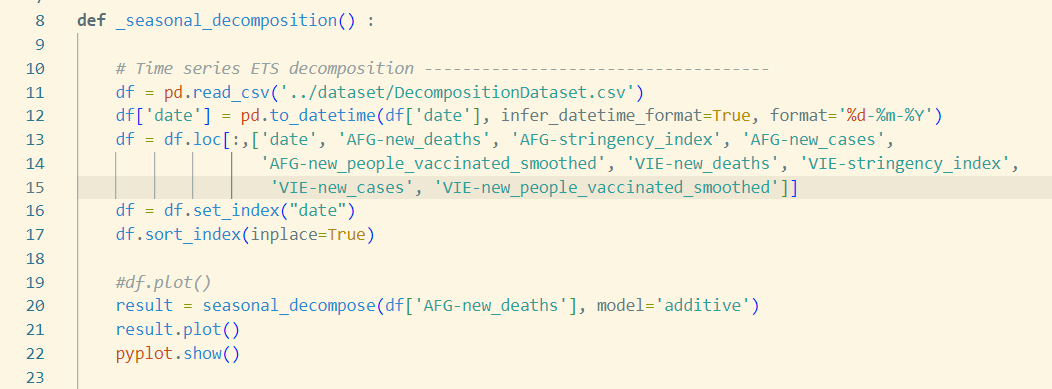 8 def _seasonal_decomposition() :
9
10 # Time series ETS decomposition ------------------------------------
11 df = pd.read_csv('../dataset/DecompositionDataset.csv')
12 df['date'] = pd.to_datetime(df['date'], infer_datetime_format=True, format='%d-%m-%Y')
13 df = df.loc[:,['date', 'AFG-new_deaths', 'AFG-stringency_index', 'AFG-new_cases',
14 'AFG-new_people_vaccinated_smoothed', 'VIE-new_deaths', 'VIE-stringency_index',
15 'VIE-new_cases', 'VIE-new_people_vaccinated_smoothed']]
16 df = df.set_index("date")
17 df.sort_index(inplace=True)
18
19 #df.plot()
20 result = seasonal_decompose(df['AFG-new_deaths'], model='additive')
21 result.plot()
22 pyplot.show()
23